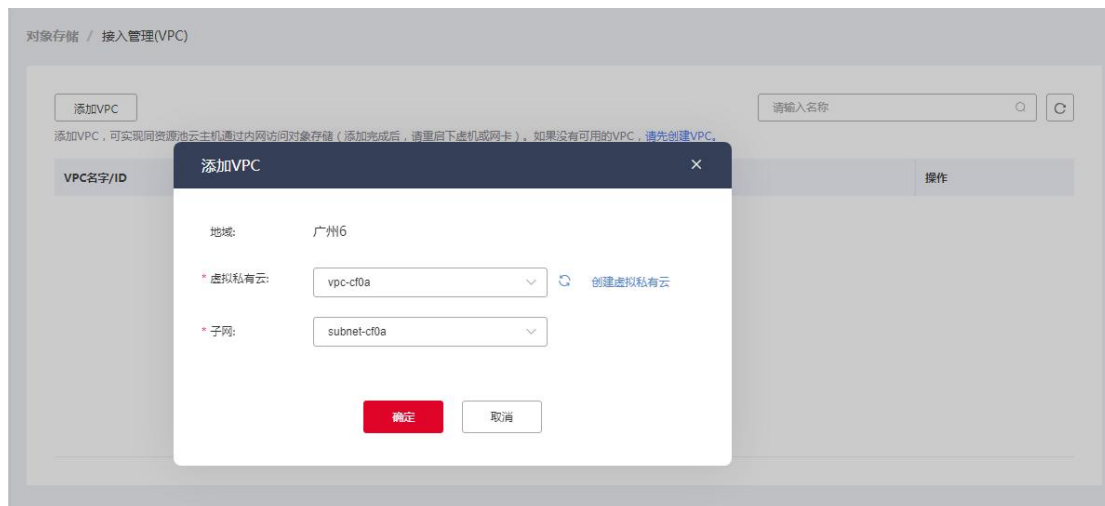 对象存储 / 接入管理(VPC)
添加VPC
请输入名称
添加VPC，可实现同资源池云主机通过内网访问对象存储（添加完成后，请重启下虚机或网卡）。如果没有可用的VPC，请先创建VPC。
VPC名字/ID
操作
添加VPC
地域:
广州6
* 虚拟私有云:
vpc-cf0a
创建虚拟私有云
* 子网:
subnet-cf0a
确定
取消